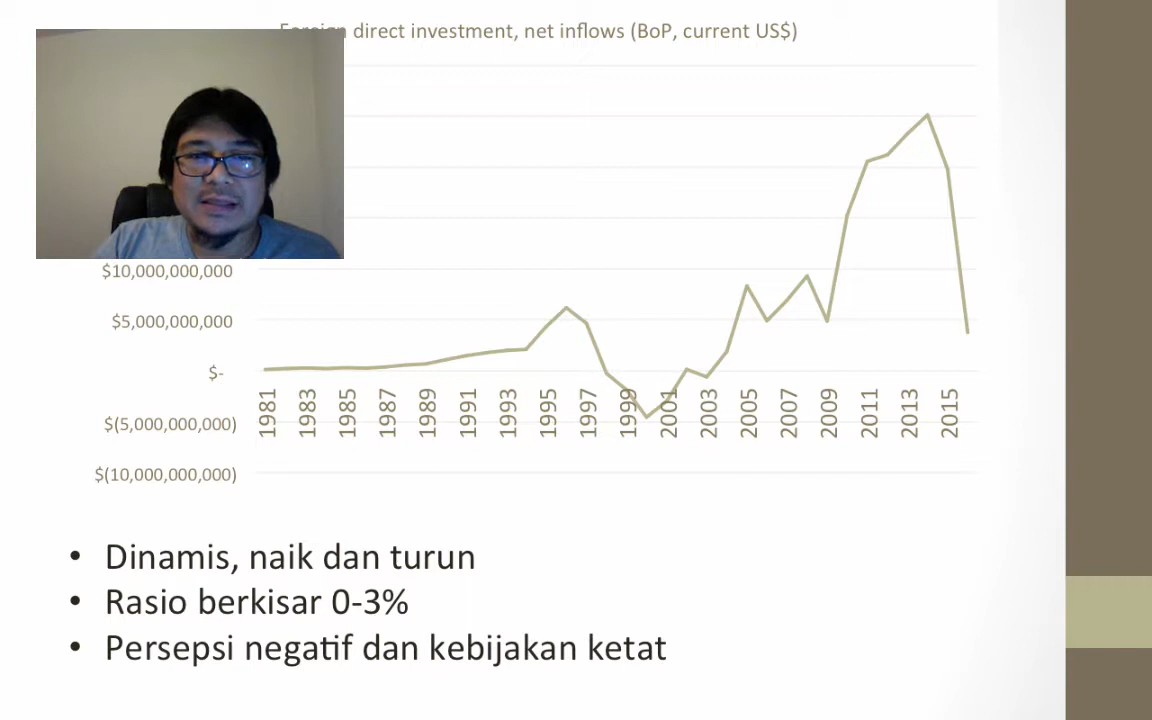 direct investment, net inflows (BoP, current US$)
$10,000,000,000
$5,000,000,000
$-
$(5,000,000,000)
$(10,000,000,000)
1981 1983 1985 1987 1989 1991 1993 1995 1997 1999 2001 2003 2005 2007 2009 2011 2013 2015
• Dinamis, naik dan turun
• Rasio berkisar 0-3%
• Persepsi negatif dan kebijakan ketat